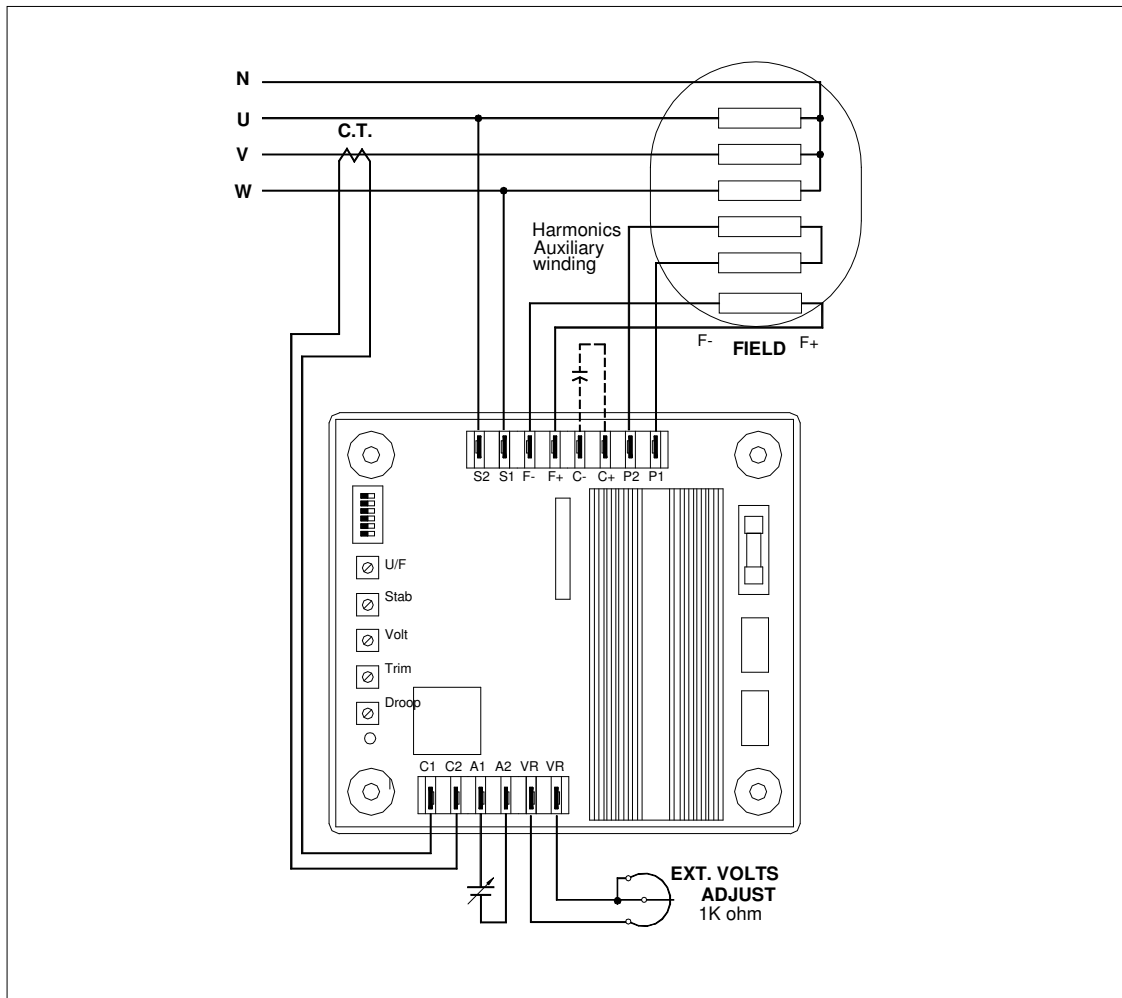 N
U
C.T.
V
W
Harmonics
Auxiliary
winding
F- FIELD F+
S2 S1 F- F+ C- C+ P2 P1
U/F
Stab
Volt
Trim
Droop
C1 C2 A1 A2 VR VR
EXT. VOLTS
ADJUST
1K ohm